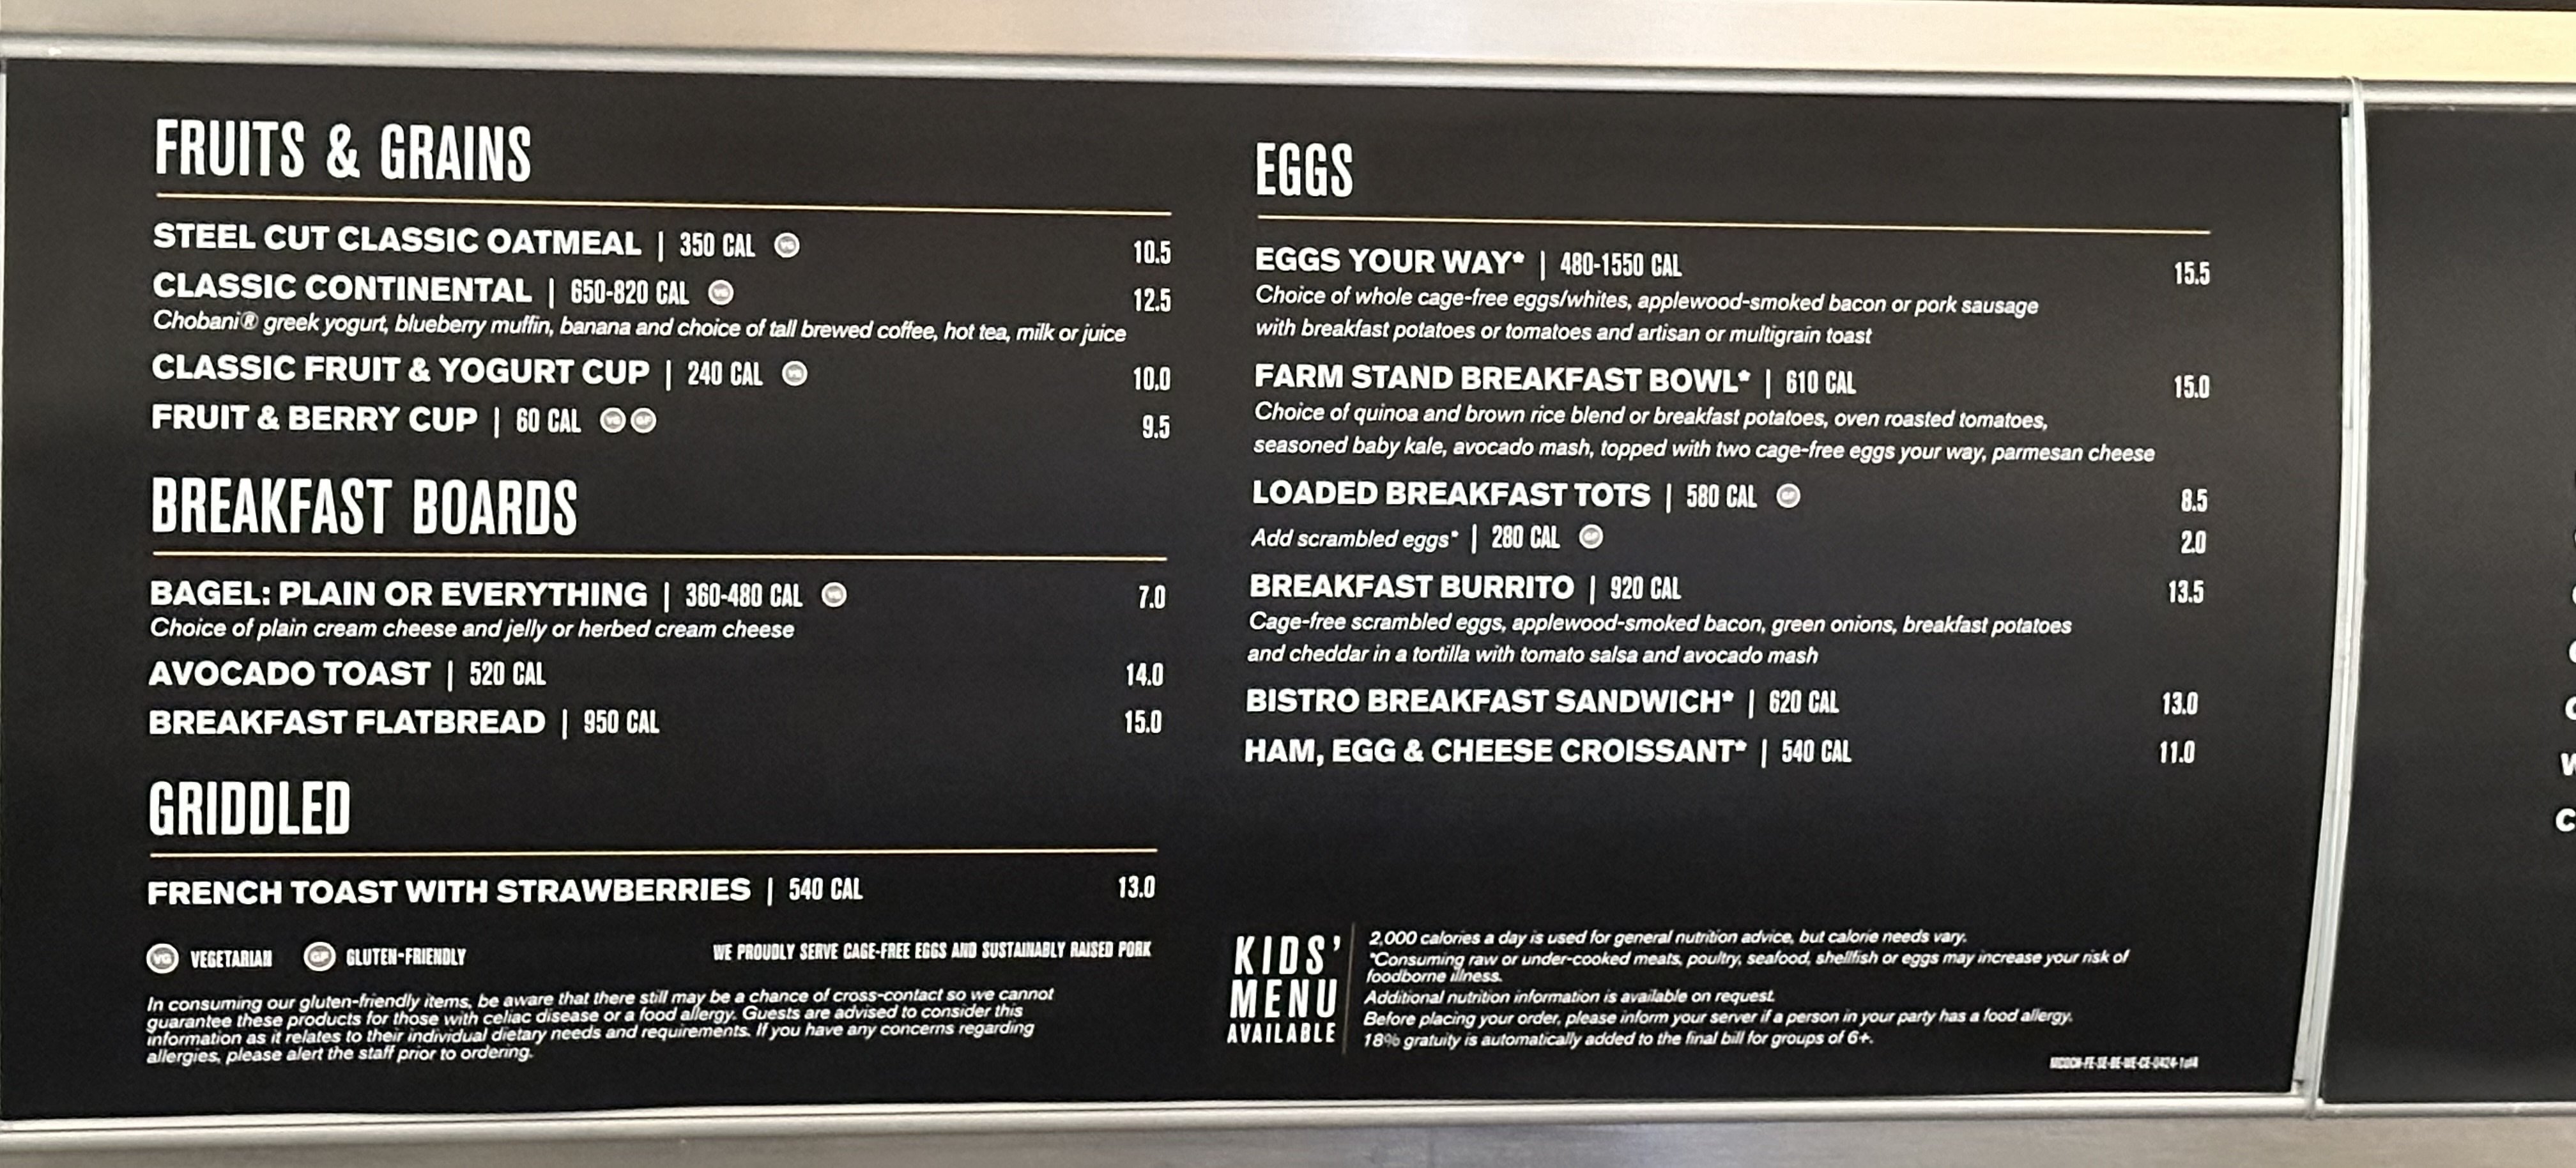 FRUITS & GRAINS
STEEL CUT CLASSIC OATMEAL | 350 CAL VG 10.5
CLASSIC CONTINENTAL | 650-820 CAL VG 12.5
Chobani® greek yogurt, blueberry muffin, banana and choice of tall brewed coffee, hot tea, milk or juice
CLASSIC FRUIT & YOGURT CUP | 240 CAL VG 10.0
FRUIT & BERRY CUP | 60 CAL VG GF 9.5
BREAKFAST BOARDS
BAGEL: PLAIN OR EVERYTHING | 360-480 CAL VG 7.0
Choice of plain cream cheese and jelly or herbed cream cheese
AVOCADO TOAST | 520 CAL 14.0
BREAKFAST FLATBREAD | 950 CAL 15.0
GRIDDLED
FRENCH TOAST WITH STRAWBERRIES | 540 CAL 13.0
VG VEGETARIAN GF GLUTEN-FRIENDLY WE PROUDLY SERVE CAGE-FREE EGGS AND SUSTAINABLY RAISED PORK
In consuming our gluten-friendly items, be aware that there still may be a chance of cross-contact so we cannot
guarantee these products for those with celiac disease or a food allergy. Guests are advised to consider this
information as it relates to their individual dietary needs and requirements. If you have any concerns regarding
allergies, please alert the staff prior to ordering.
EGGS
EGGS YOUR WAY* | 480-1550 CAL 15.5
Choice of whole cage-free eggs/whites, applewood-smoked bacon or pork sausage
with breakfast potatoes or tomatoes and artisan or multigrain toast
FARM STAND BREAKFAST BOWL* | 610 CAL 15.0
Choice of quinoa and brown rice blend or breakfast potatoes, oven roasted tomatoes,
seasoned baby kale, avocado mash, topped with two cage-free eggs your way, parmesan cheese
LOADED BREAKFAST TOTS | 580 CAL GF 8.5
Add scrambled eggs* | 280 CAL GF 2.0
BREAKFAST BURRITO | 920 CAL 13.5
Cage-free scrambled eggs, applewood-smoked bacon, green onions, breakfast potatoes
and cheddar in a tortilla with tomato salsa and avocado mash
BISTRO BREAKFAST SANDWICH* | 620 CAL 13.0
HAM, EGG & CHEESE CROISSANT* | 540 CAL 11.0
KIDS'
MENU
AVAILABLE
2,000 calories a day is used for general nutrition advice, but calorie needs vary.
*Consuming raw or under-cooked meats, poultry, seafood, shellfish or eggs may increase your risk of
foodborne illness.
Additional nutrition information is available on request.
Before placing your order, please inform your server if a person in your party has a food allergy.
18% gratuity is automatically added to the final bill for groups of 6+.